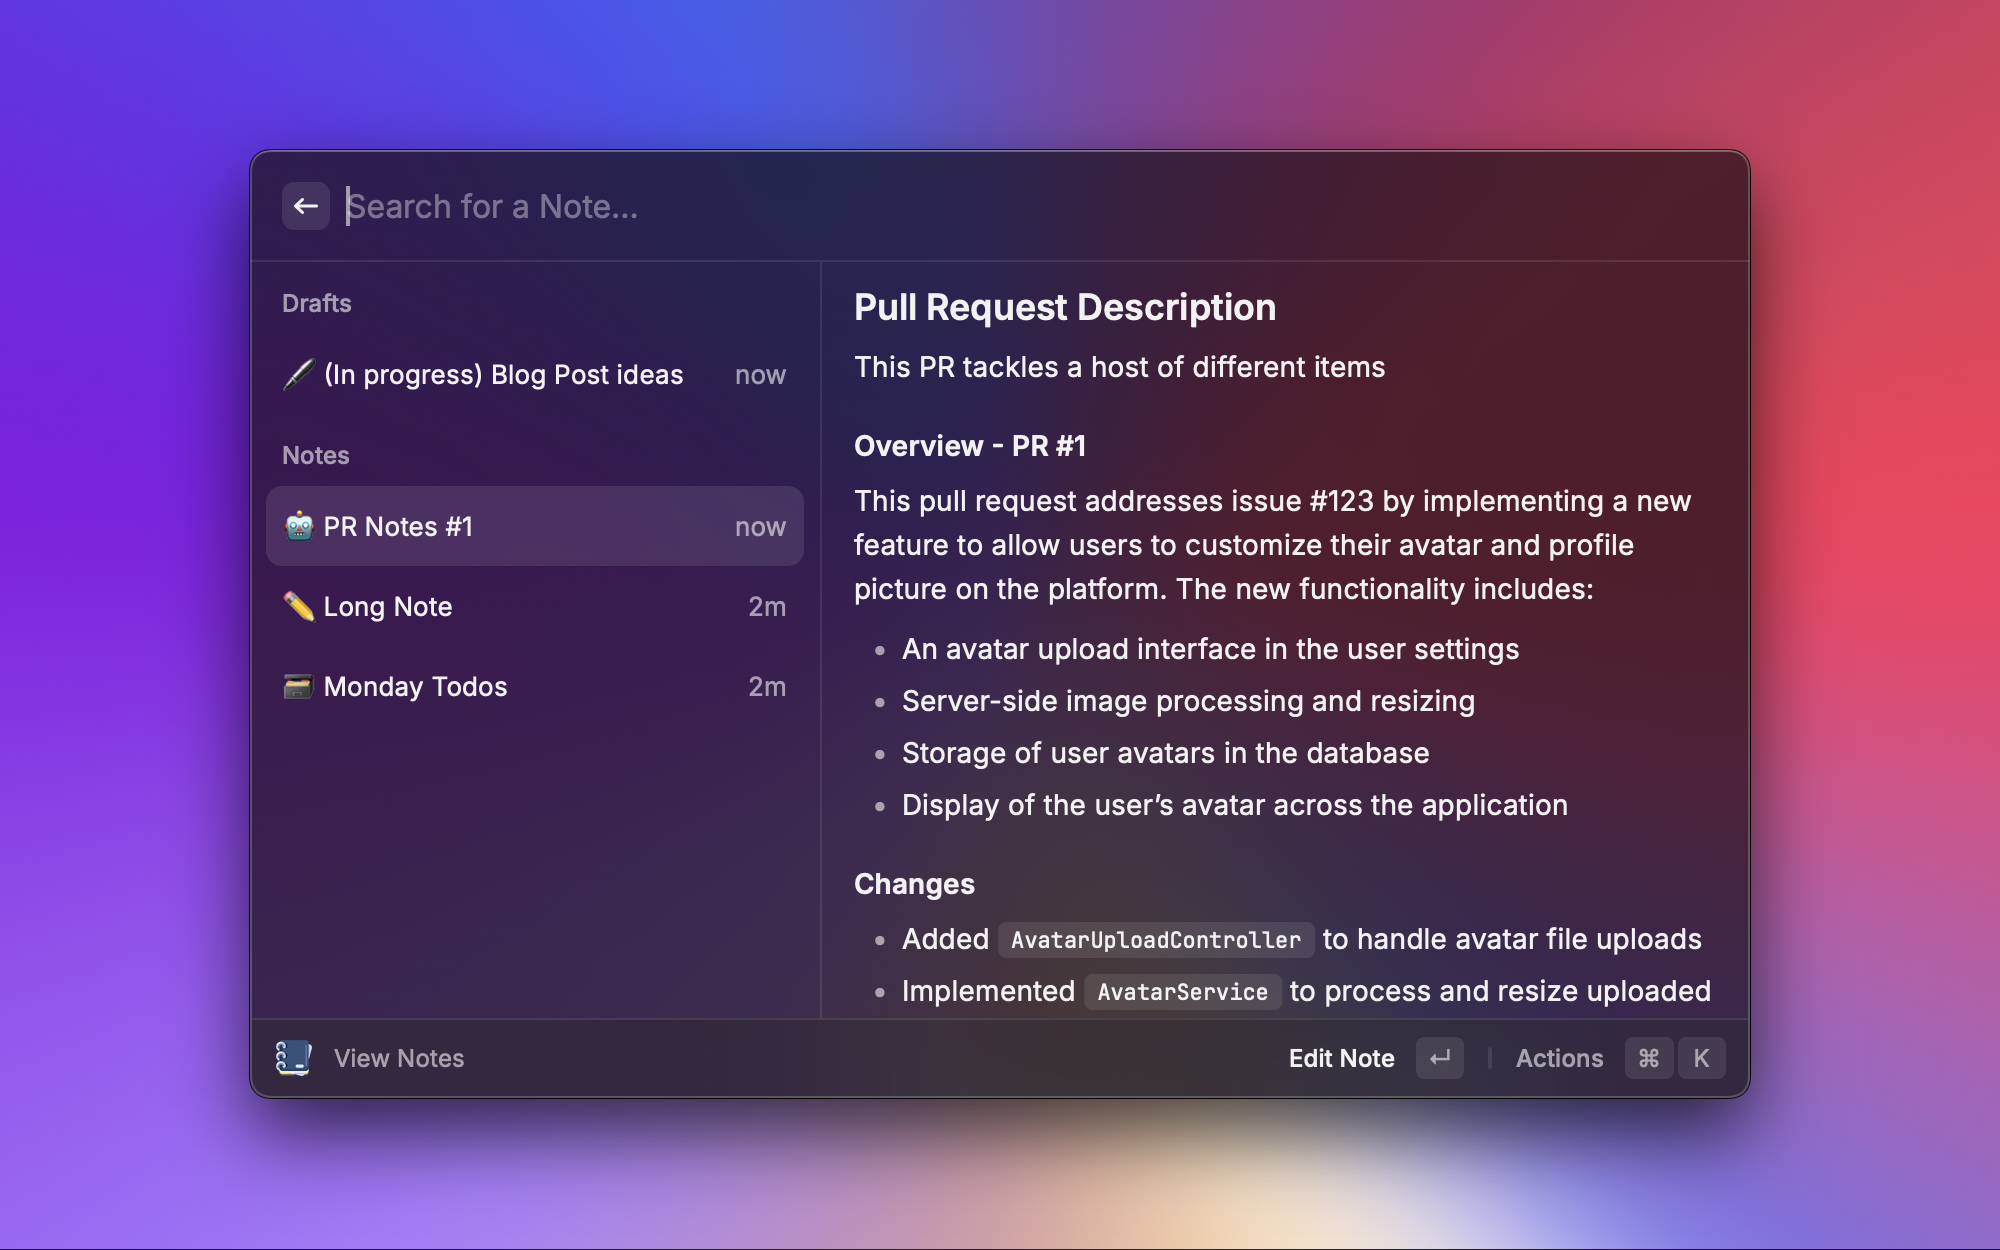 Search for a Note...
Drafts
(In progress) Blog Post ideas now
Notes
PR Notes #1 now
Long Note 2m
Monday Todos 2m
Pull Request Description
This PR tackles a host of different items
Overview - PR #1
This pull request addresses issue #123 by implementing a new
feature to allow users to customize their avatar and profile
picture on the platform. The new functionality includes:
• An avatar upload interface in the user settings
• Server-side image processing and resizing
• Storage of user avatars in the database
• Display of the user’s avatar across the application
Changes
• Added AvatarUploadController to handle avatar file uploads
• Implemented AvatarService to process and resize uploaded
View Notes
Edit Note ↵ Actions ⌘ K